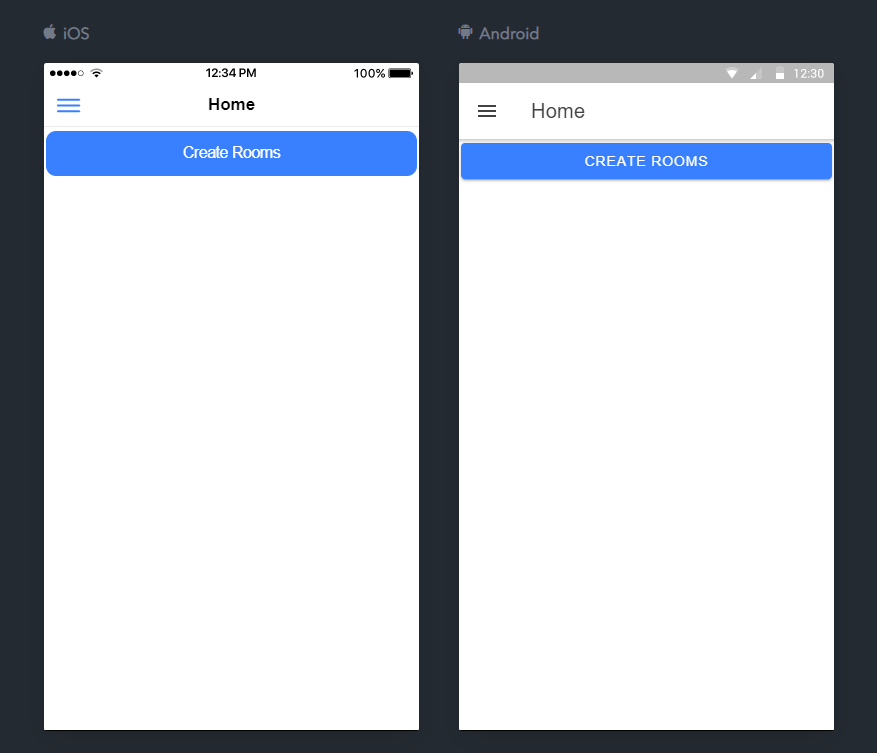 iOS
12:34 PM 100%
Home
Create Rooms
Android
12:30
Home
CREATE ROOMS